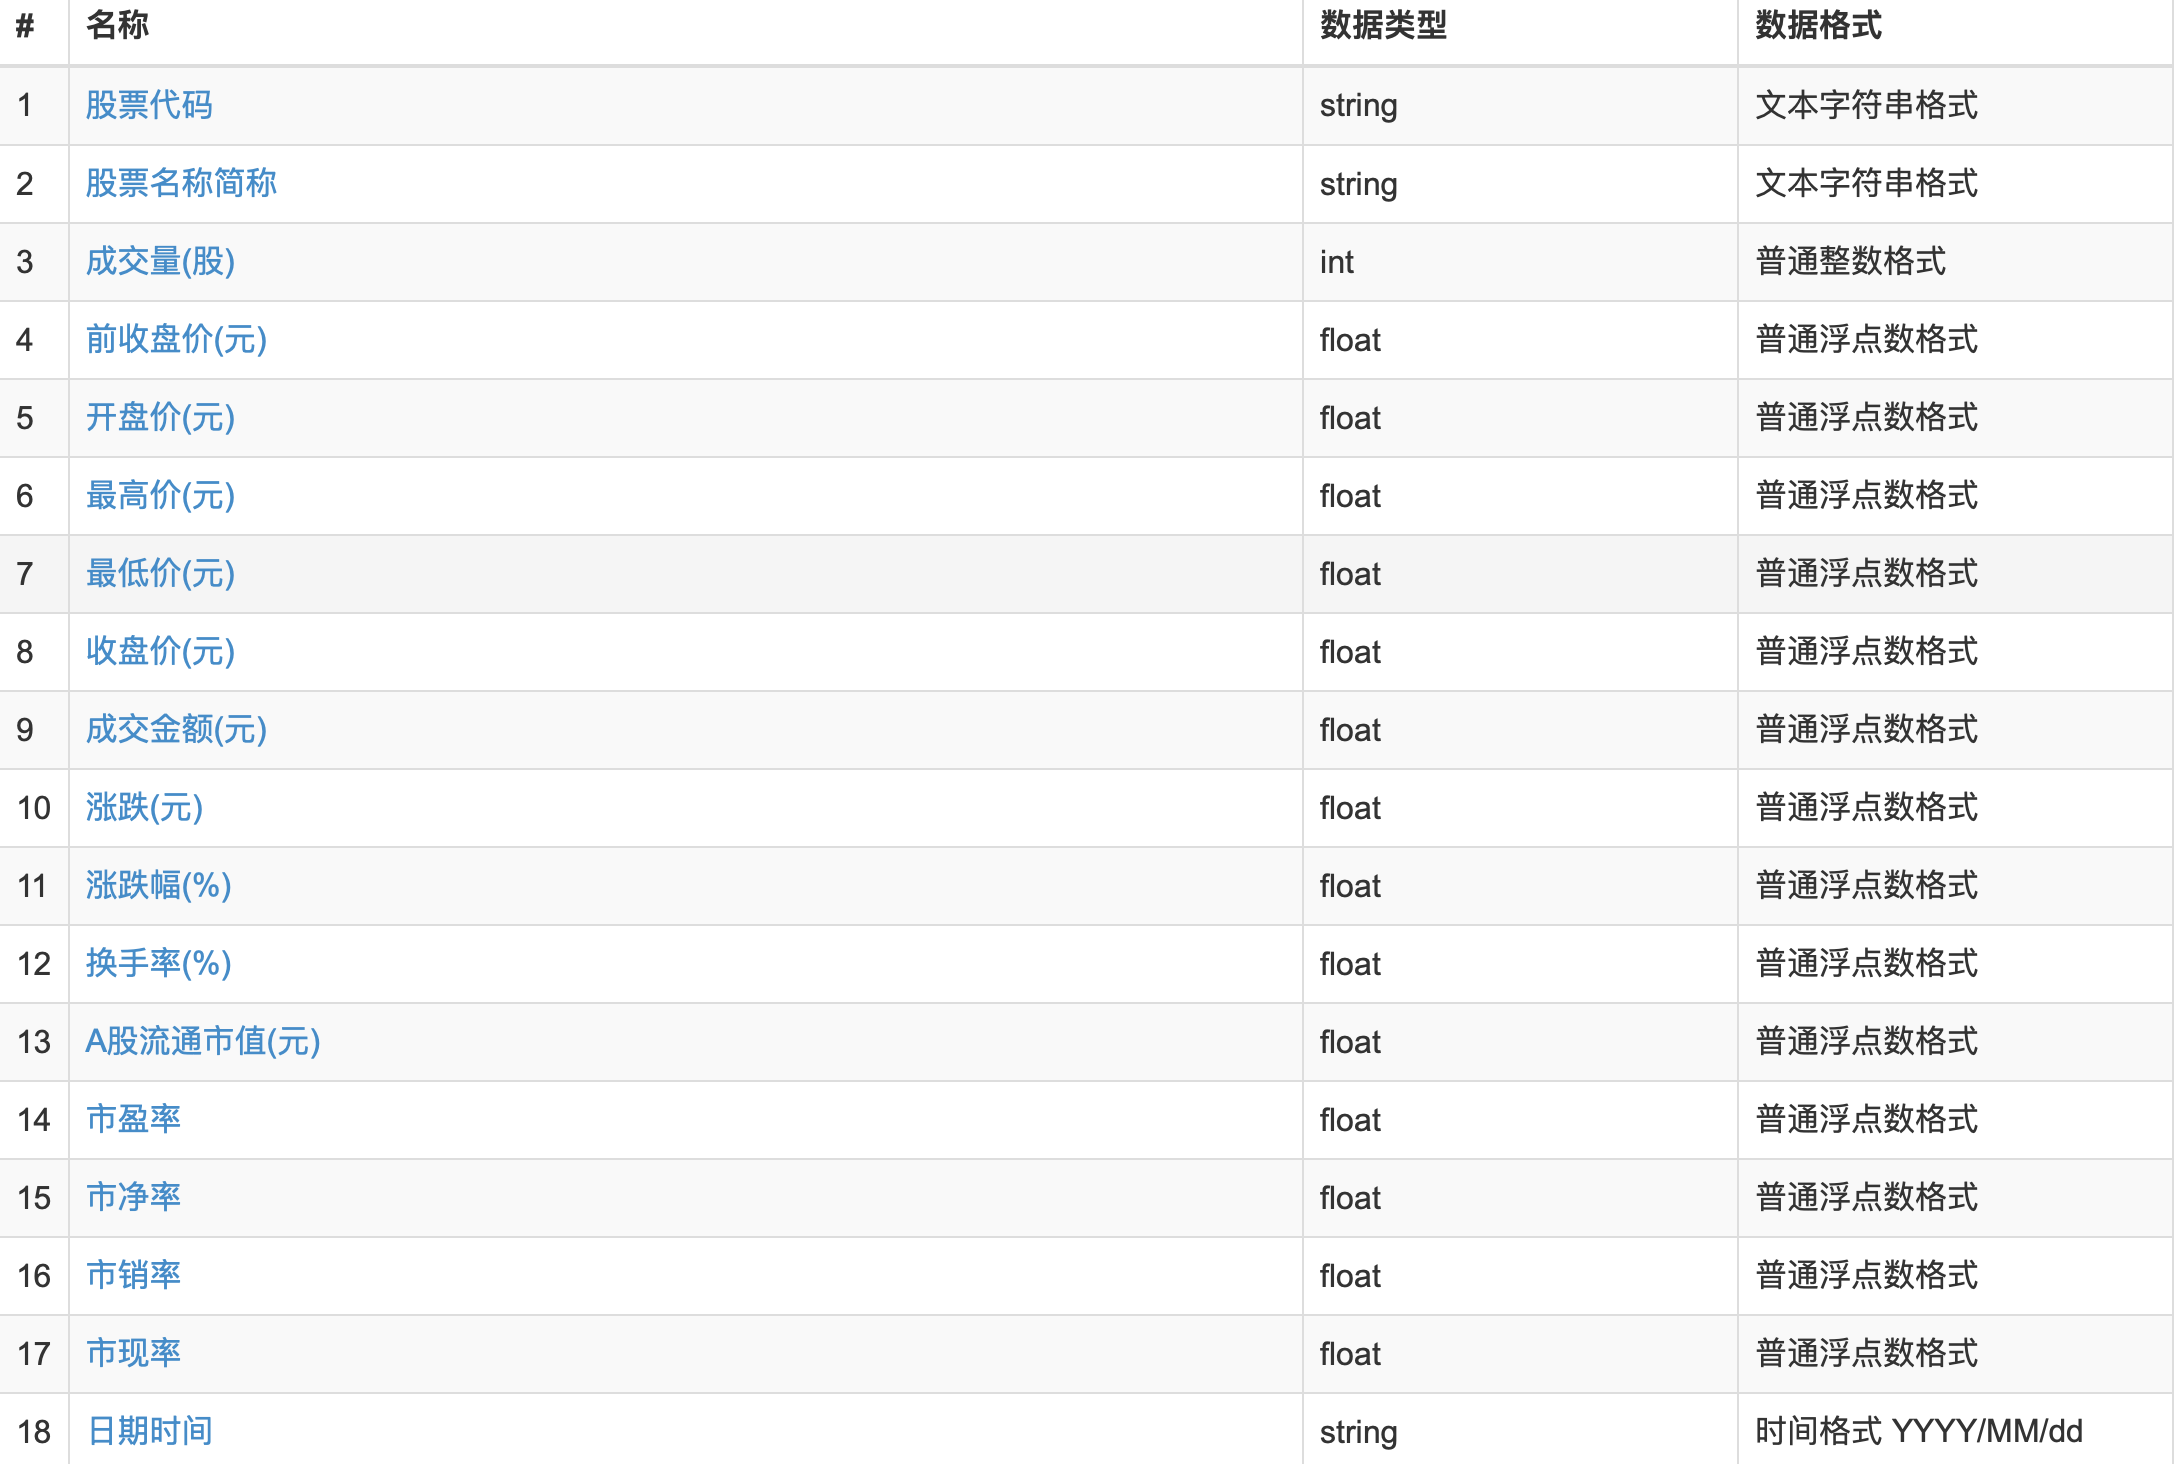 # 名称 数据类型 数据格式
1 股票代码 string 文本字符串格式
2 股票名称简称 string 文本字符串格式
3 成交量(股) int 普通整数格式
4 前收盘价(元) float 普通浮点数格式
5 开盘价(元) float 普通浮点数格式
6 最高价(元) float 普通浮点数格式
7 最低价(元) float 普通浮点数格式
8 收盘价(元) float 普通浮点数格式
9 成交金额(元) float 普通浮点数格式
10 涨跌(元) float 普通浮点数格式
11 涨跌幅(%) float 普通浮点数格式
12 换手率(%) float 普通浮点数格式
13 A股流通市值(元) float 普通浮点数格式
14 市盈率 float 普通浮点数格式
15 市净率 float 普通浮点数格式
16 市销率 float 普通浮点数格式
17 市现率 float 普通浮点数格式
18 日期时间 string 时间格式 YYYY/MM/dd